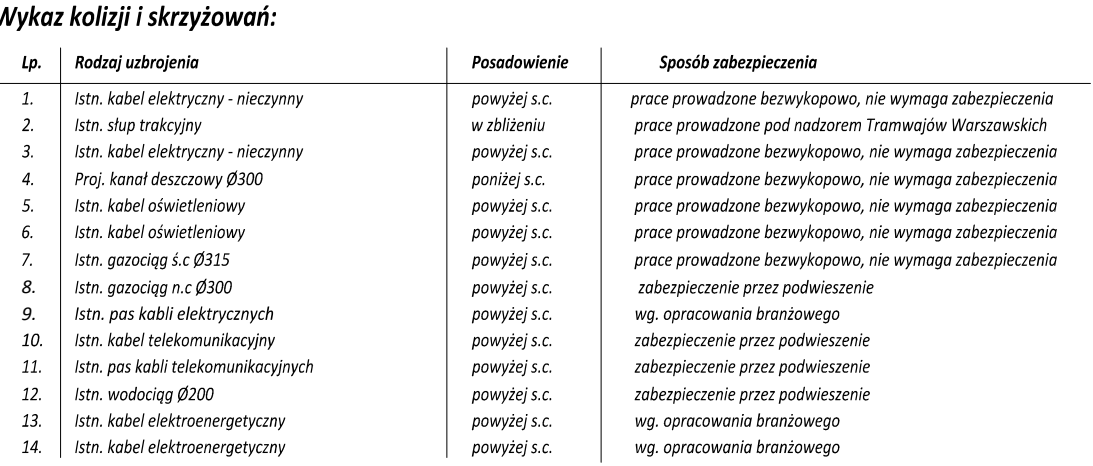 Wykaz kolizji i skrzyżowań:
Lp. Rodzaj uzbrojenia Posadowienie Sposób zabezpieczenia
1. Istn. kabel elektryczny - nieczynny powyżej s.c. prace prowadzone bezwykopowo, nie wymaga zabezpieczenia
2. Istn. słup trakcyjny w zbliżeniu prace prowadzone pod nadzorem Tramwajów Warszawskich
3. Istn. kabel elektryczny - nieczynny powyżej s.c. prace prowadzone bezwykopowo, nie wymaga zabezpieczenia
4. Proj. kanał deszczowy Ø300 poniżej s.c. prace prowadzone bezwykopowo, nie wymaga zabezpieczenia
5. Istn. kabel oświetleniowy powyżej s.c. prace prowadzone bezwykopowo, nie wymaga zabezpieczenia
6. Istn. kabel oświetleniowy powyżej s.c. prace prowadzone bezwykopowo, nie wymaga zabezpieczenia
7. Istn. gazociąg ś.c Ø315 powyżej s.c. prace prowadzone bezwykopowo, nie wymaga zabezpieczenia
8. Istn. gazociąg n.c Ø300 powyżej s.c. zabezpieczenie przez podwieszenie
9. Istn. pas kabli elektrycznych powyżej s.c. wg. opracowania branżowego
10. Istn. kabel telekomunikacyjny powyżej s.c. zabezpieczenie przez podwieszenie
11. Istn. pas kabli telekomunikacyjnych powyżej s.c. zabezpieczenie przez podwieszenie
12. Istn. wodociąg Ø200 powyżej s.c. zabezpieczenie przez podwieszenie
13. Istn. kabel elektroenergetyczny powyżej s.c. wg. opracowania branżowego
14. Istn. kabel elektroenergetyczny powyżej s.c. wg. opracowania branżowego